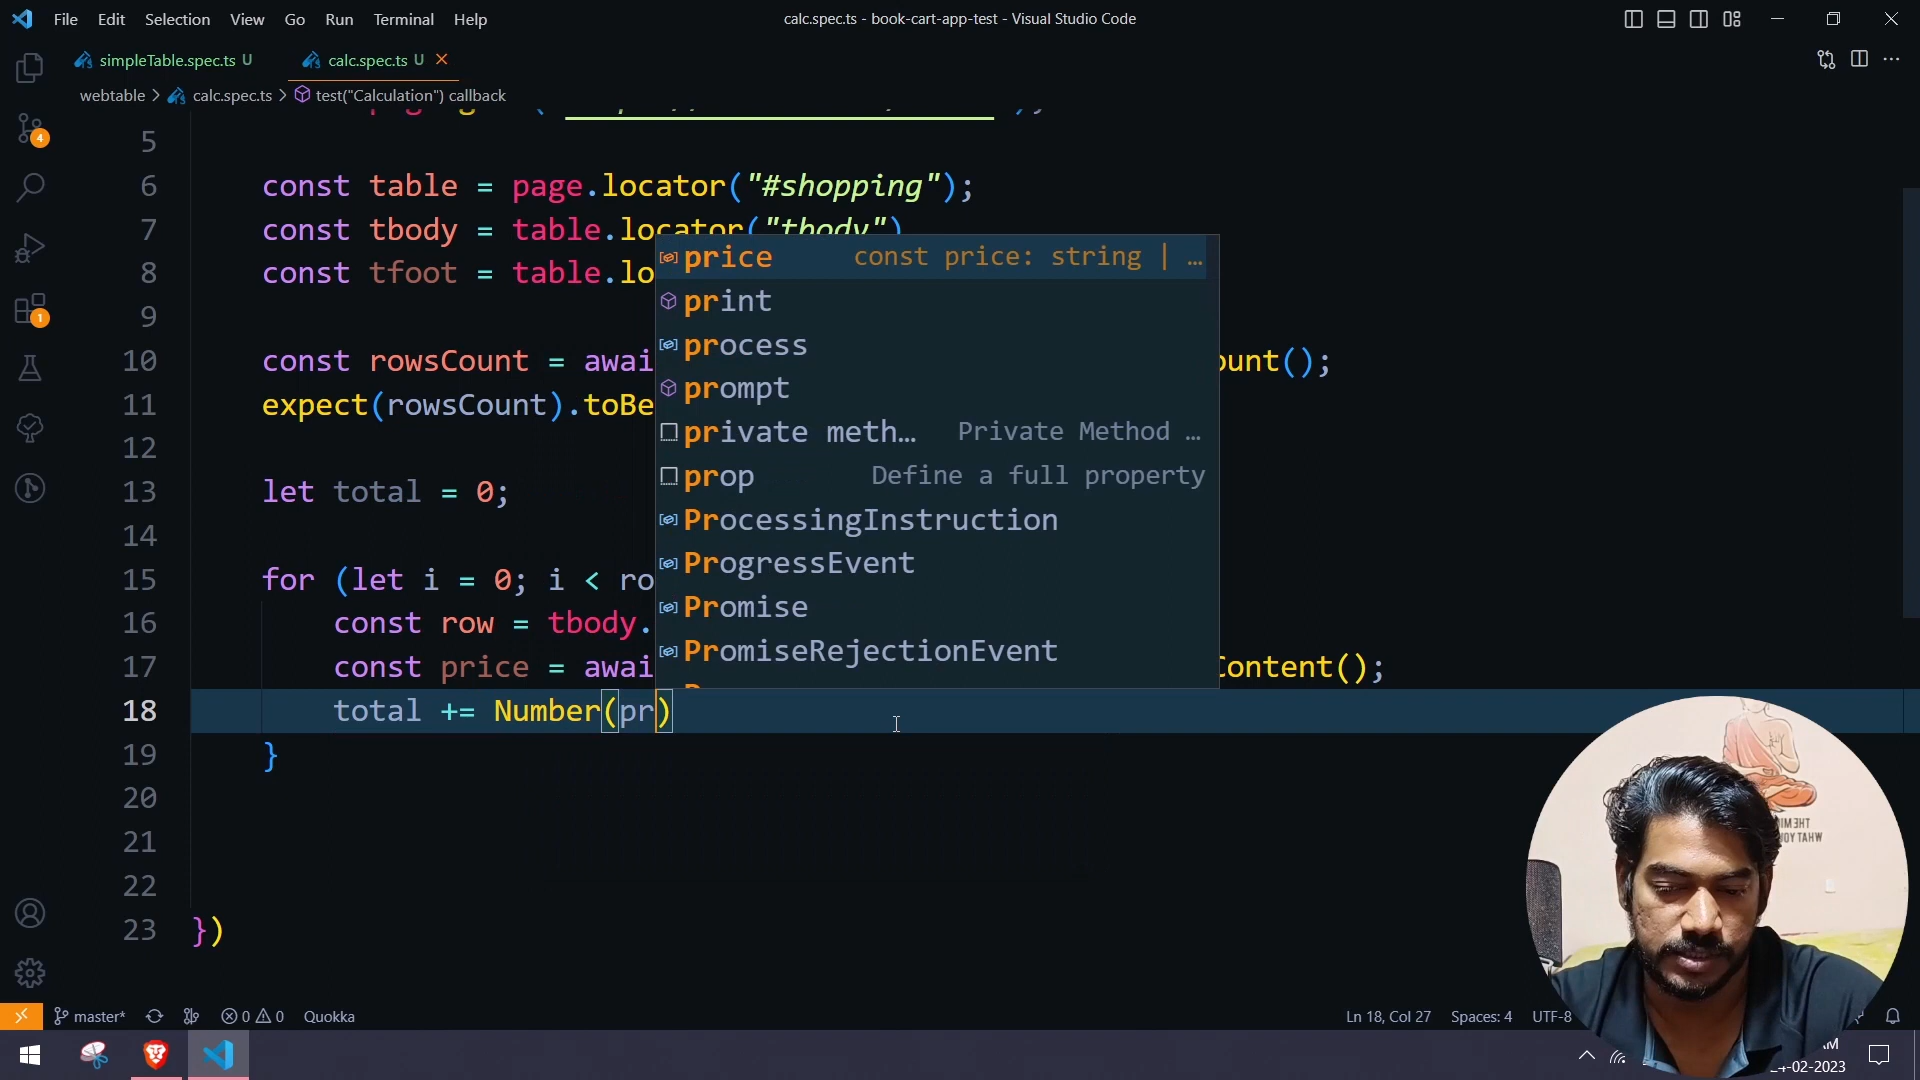 File Edit Selection View Go Run Terminal Help
calc.spec.ts - book-cart-app-test - Visual Studio Code
simpleTable.spec.ts U
calc.spec.ts U
webtable > calc.spec.ts > test("Calculation") callback
5
6 const table = page.locator("#shopping");
7 const tbody = table.locator("tbody")
8 const tfoot = table.lo
9
10 const rowsCount = awai ount();
11 expect(rowsCount).toBe
12
13 let total = 0;
14
15 for (let i = 0; i < ro
16 const row = tbody.
17 const price = awai Content();
18 total += Number(pr)
19 }
20
21
22
23 })
price const price: string | …
print
process
prompt
private meth… Private Method …
prop Define a full property
ProcessingInstruction
ProgressEvent
Promise
PromiseRejectionEvent
4
1
master* 0 0 Quokka
Ln 18, Col 27 Spaces: 4 UTF-8
-02-2023